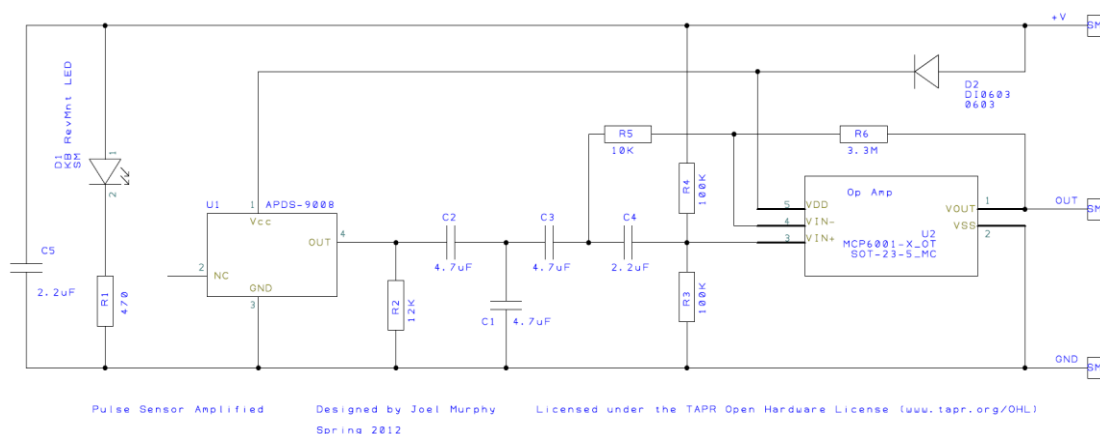 +V
SM
D1
KB RevMnt LED
SM
1
2
D2
DI0603
0603
R5
10K
R6
3.3M
R4
100K
U1
APDS-9008
1
Vcc
OUT
4
2
NC
GND
3
C5
2.2uF
R1
470
R2
12K
C2
4.7uF
C3
4.7uF
C4
2.2uF
C1
4.7uF
R3
100K
Op Amp
5
VDD
4
VIN-
3
VIN+
VOUT
1
VSS
2
U2
MCP6001-X_OT
SOT-23-5_MC
OUT
SM
GND
SM
Pulse Sensor Amplified
Designed by Joel Murphy
Licensed under the TAPR Open Hardware License (www.tapr.org/OHL)
Spring 2012